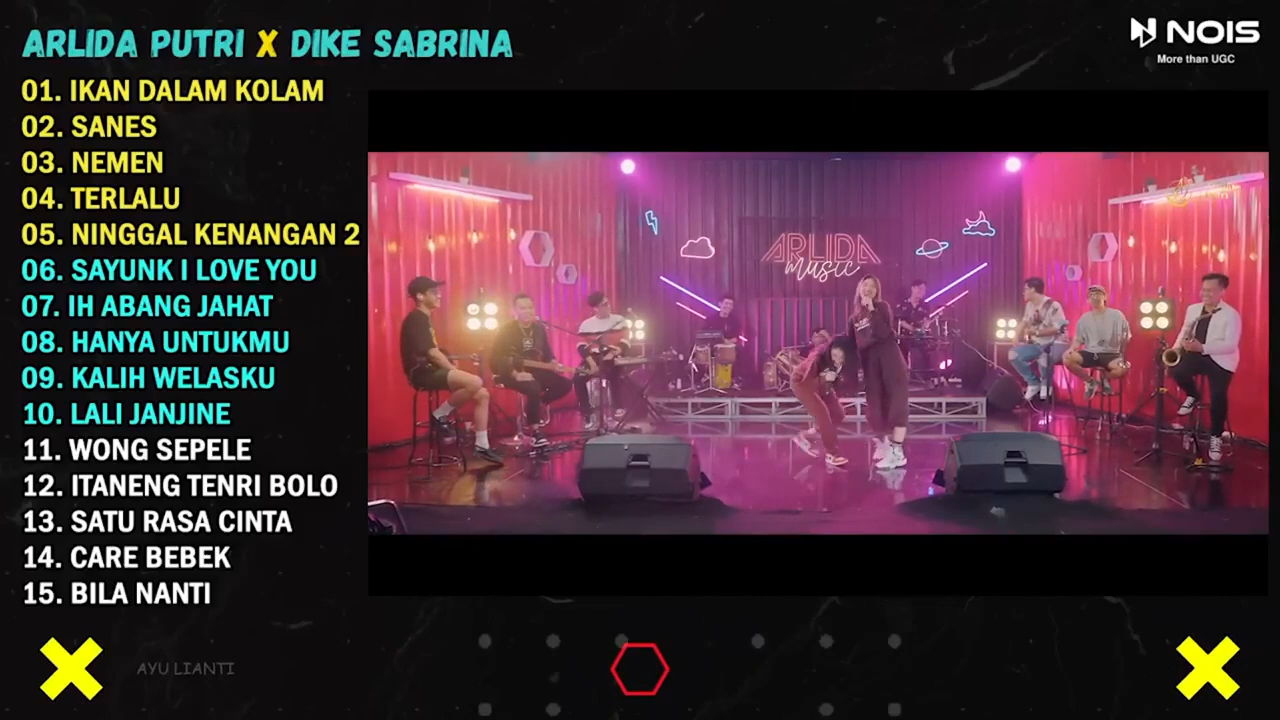 ARLIDA PUTRI X DIKE SABRINA
NOIS
More than UGC
01. IKAN DALAM KOLAM
02. SANES
03. NEMEN
04. TERLALU
05. NINGGAL KENANGAN 2
06. SAYUNK I LOVE YOU
07. IH ABANG JAHAT
08. HANYA UNTUKMU
09. KALIH WELASKU
10. LALI JANJINE
11. WONG SEPELE
12. ITANENG TENRI BOLO
13. SATU RASA CINTA
14. CARE BEBEK
15. BILA NANTI
ARLIDA
music
AYU LIANTI